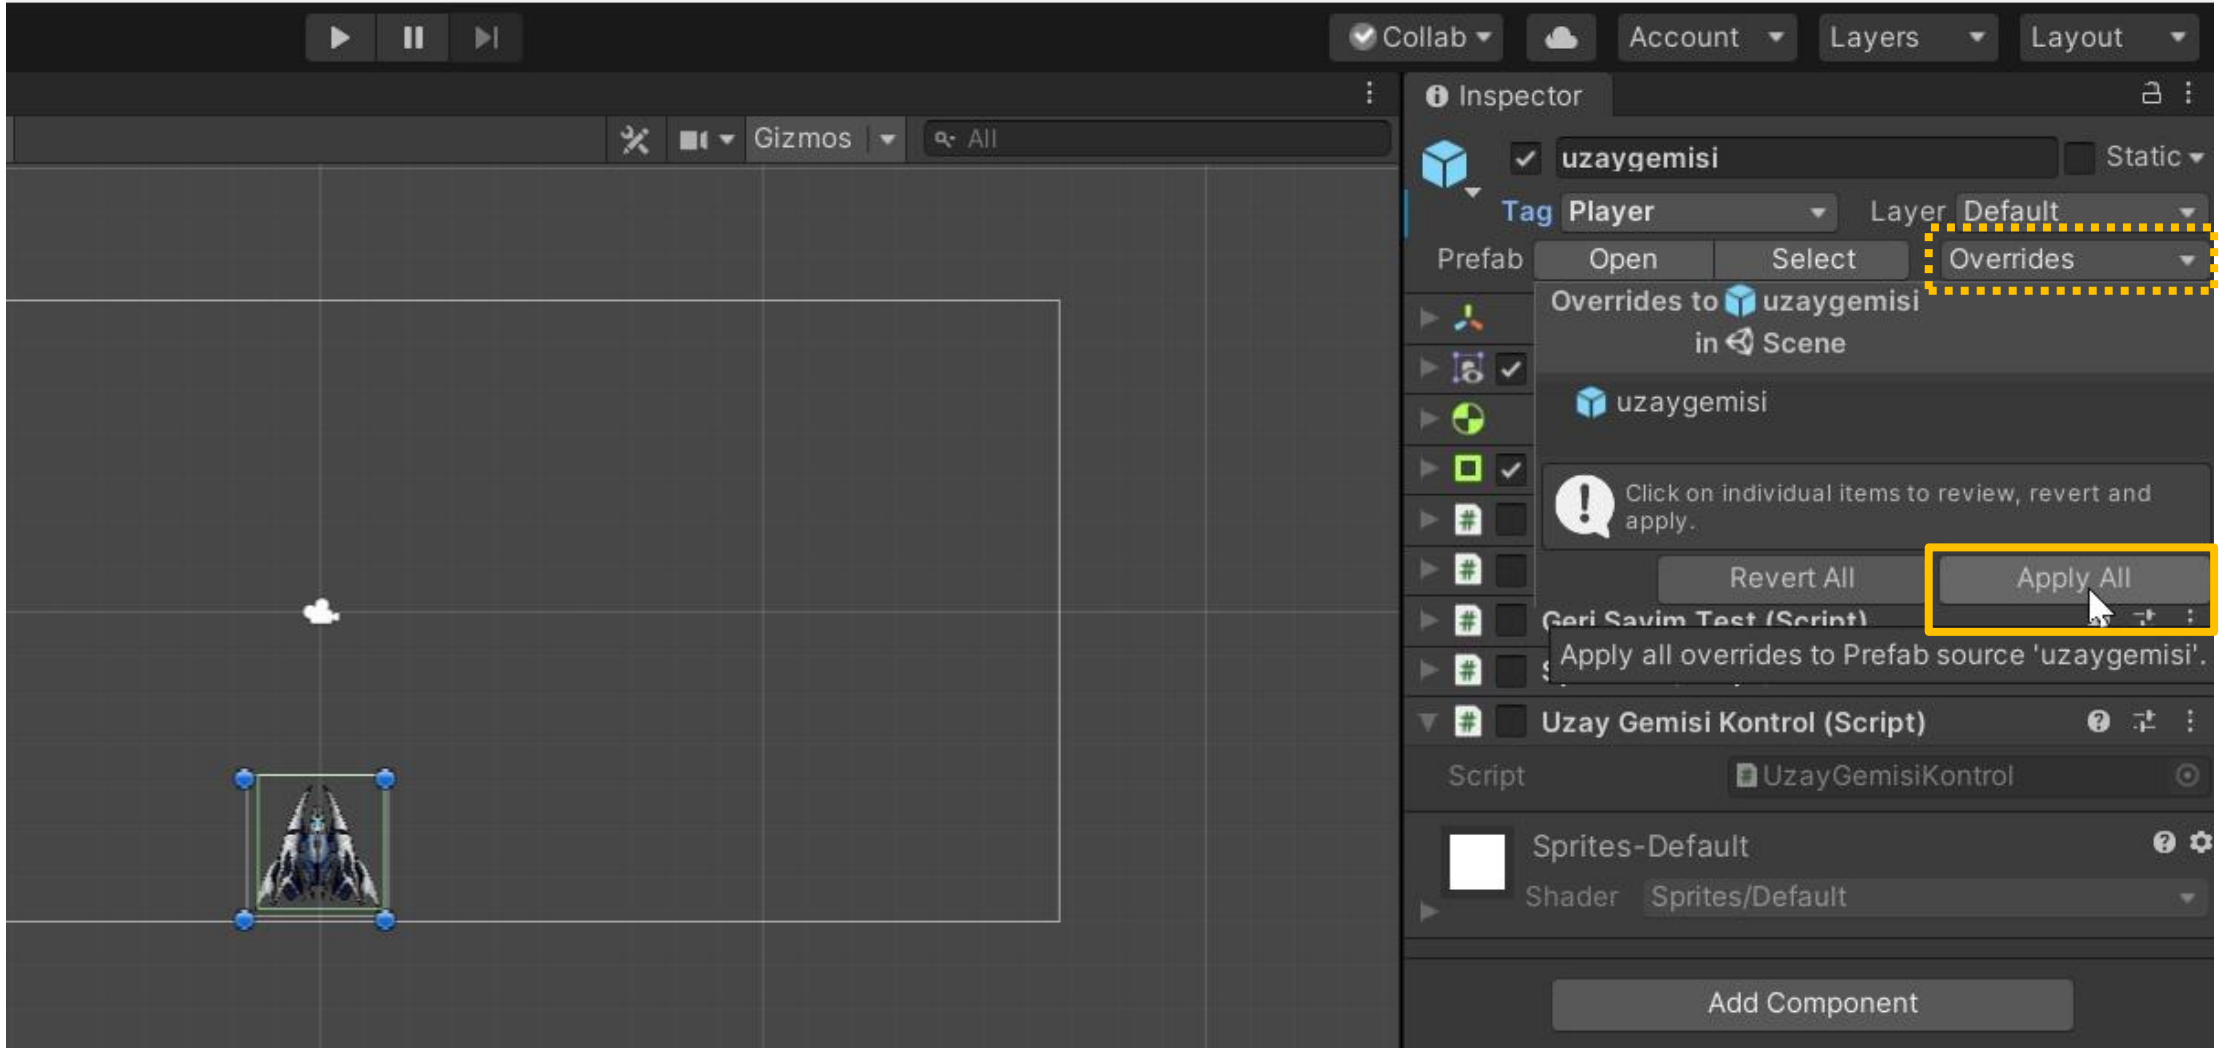 Collab
Account
Layers
Layout
Inspector
Gizmos
All
uzaygemisi
Static
Tag Player
Layer Default
Prefab Open Select Overrides
Overrides to uzaygemisi
in Scene
uzaygemisi
Click on individual items to review, revert and
apply.
Revert All Apply All
Geri Sayim Test (Script)
Apply all overrides to Prefab source 'uzaygemisi'.
Uzay Gemisi Kontrol (Script)
Script UzayGemisiKontrol
Sprites-Default
Shader Sprites/Default
Add Component